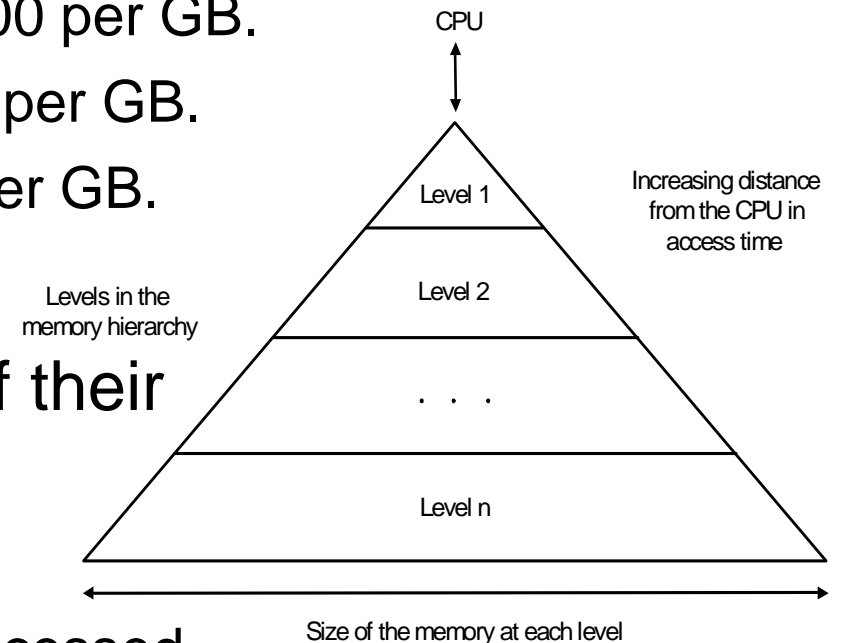 00 per GB.
per GB.
er GB.
f their
CPU
Level 1
Increasing distance
from the CPU in
access time
Level 2
Levels in the
memory hierarchy
. . .
Level n
Size of the memory at each level